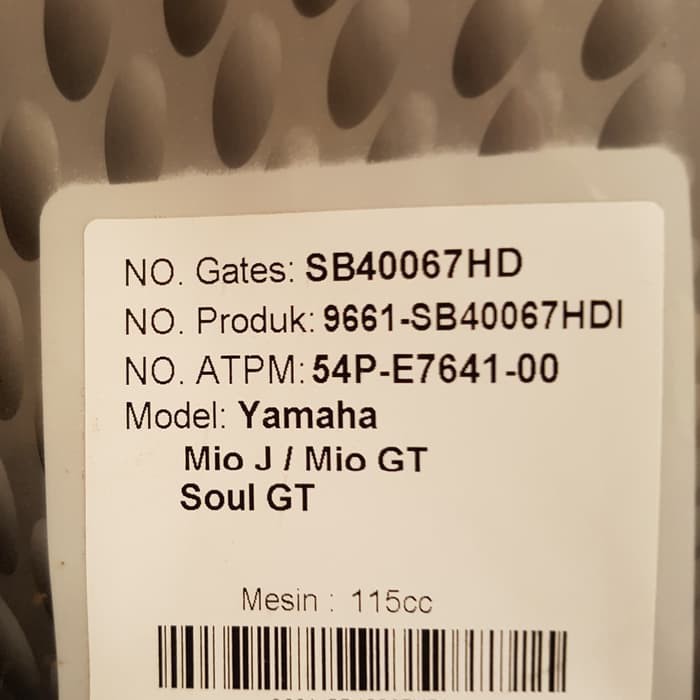 NO. Gates: SB40067HD
NO. Produk: 9661-SB40067HDI
NO. ATPM: 54P-E7641-00
Model: Yamaha
Mio J / Mio GT
Soul GT
Mesin : 115cc